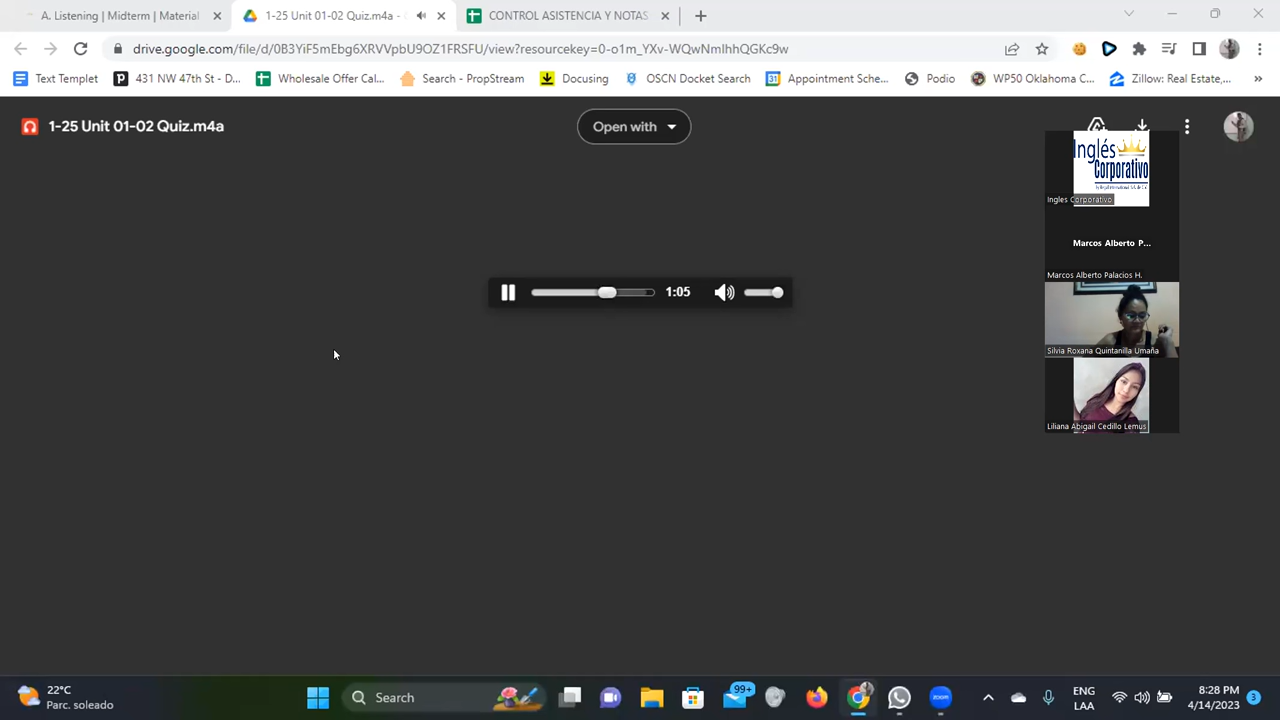 A. Listening | Midterm | Material
1-25 Unit 01-02 Quiz.m4a -
CONTROL ASISTENCIA Y NOTAS
drive.google.com/file/d/0B3YiF5mEbg6XRVVpbU9OZ1FRSFU/view?resourcekey=0-o1m_YXv-WQwNmIhhQGKc9w
Text Templet
431 NW 47th St - D...
Wholesale Offer Cal...
Search - PropStream
Docusing
OSCN Docket Search
Appointment Sche...
Podio
WP50 Oklahoma C...
Zillow: Real Estate,...
1-25 Unit 01-02 Quiz.m4a
Open with
Inglés
Corporativo
Ingles Corporativo
Marcos Alberto P...
Marcos Alberto Palacios H.
1:05
Silvia Roxana Quintanilla Umaña
Liliana Abigail Cedillo Lemus
22°C
Parc. soleado
Search
99+
ENG
LAA
8:28 PM
4/14/2023
3